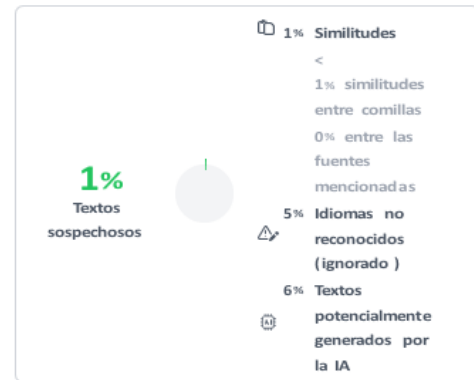 1%
Textos
sospechosos
1% Similitudes
<
1% similitudes
entre comillas
0% entre las
fuentes
mencionadas
5% Idiomas no
reconocidos
(ignorado )
6% Textos
potencialmente
generados por
la IA
AI